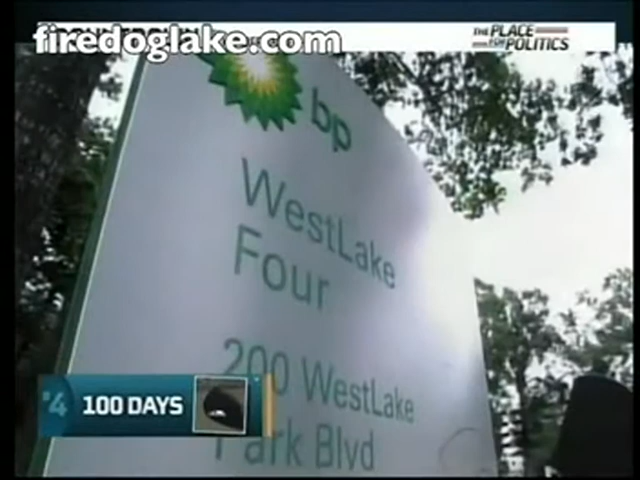 firedoglake.com
THE PLACE
FOR POLITICS
bp
WestLake
Four
200 WestLake
Park Blvd
#4 100 DAYS